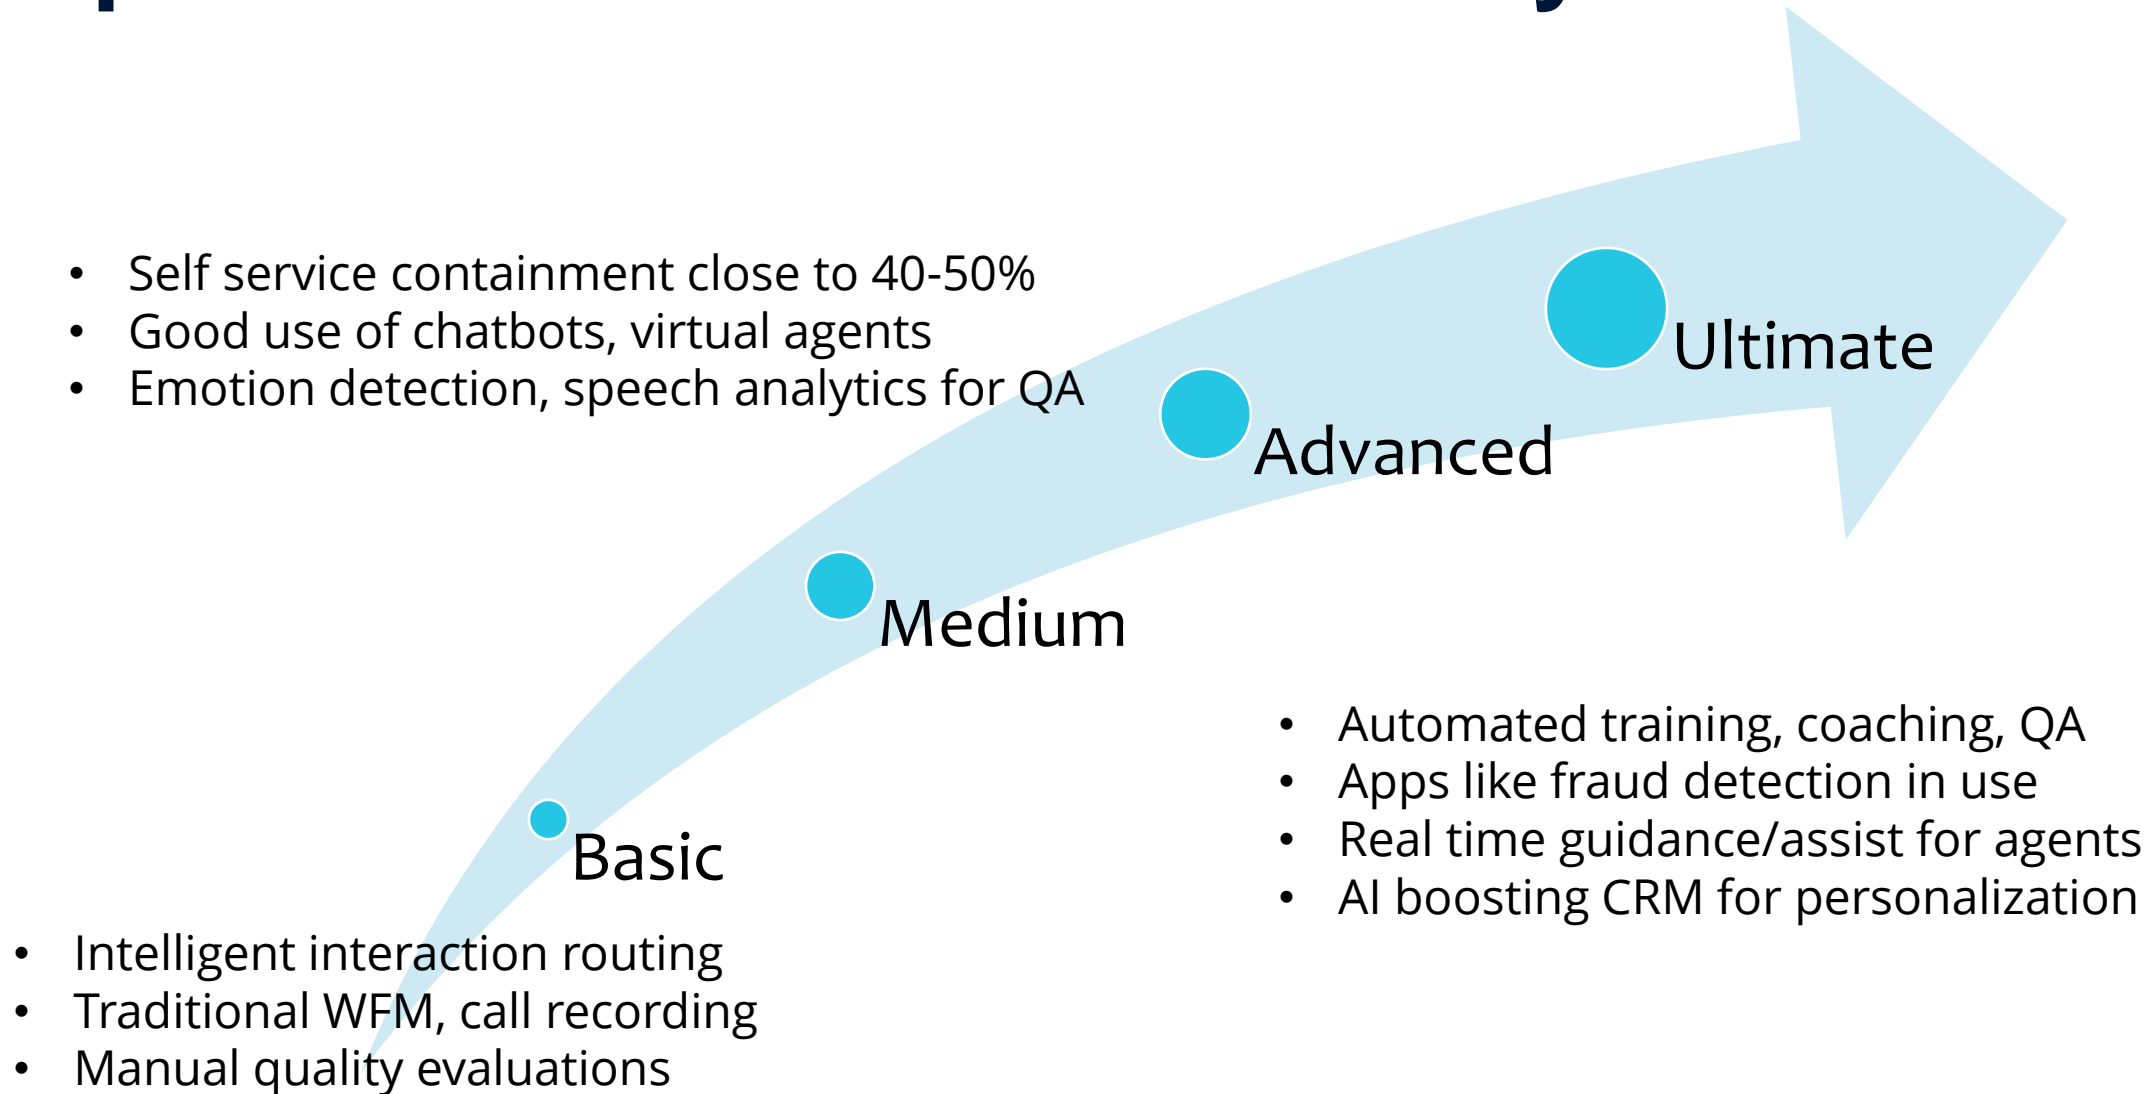 • Self service containment close to 40-50%
• Good use of chatbots, virtual agents
• Emotion detection, speech analytics for QA
Ultimate
Advanced
Medium
Basic
• Automated training, coaching, QA
• Apps like fraud detection in use
• Real time guidance/assist for agents
• AI boosting CRM for personalization
• Intelligent interaction routing
• Traditional WFM, call recording
• Manual quality evaluations